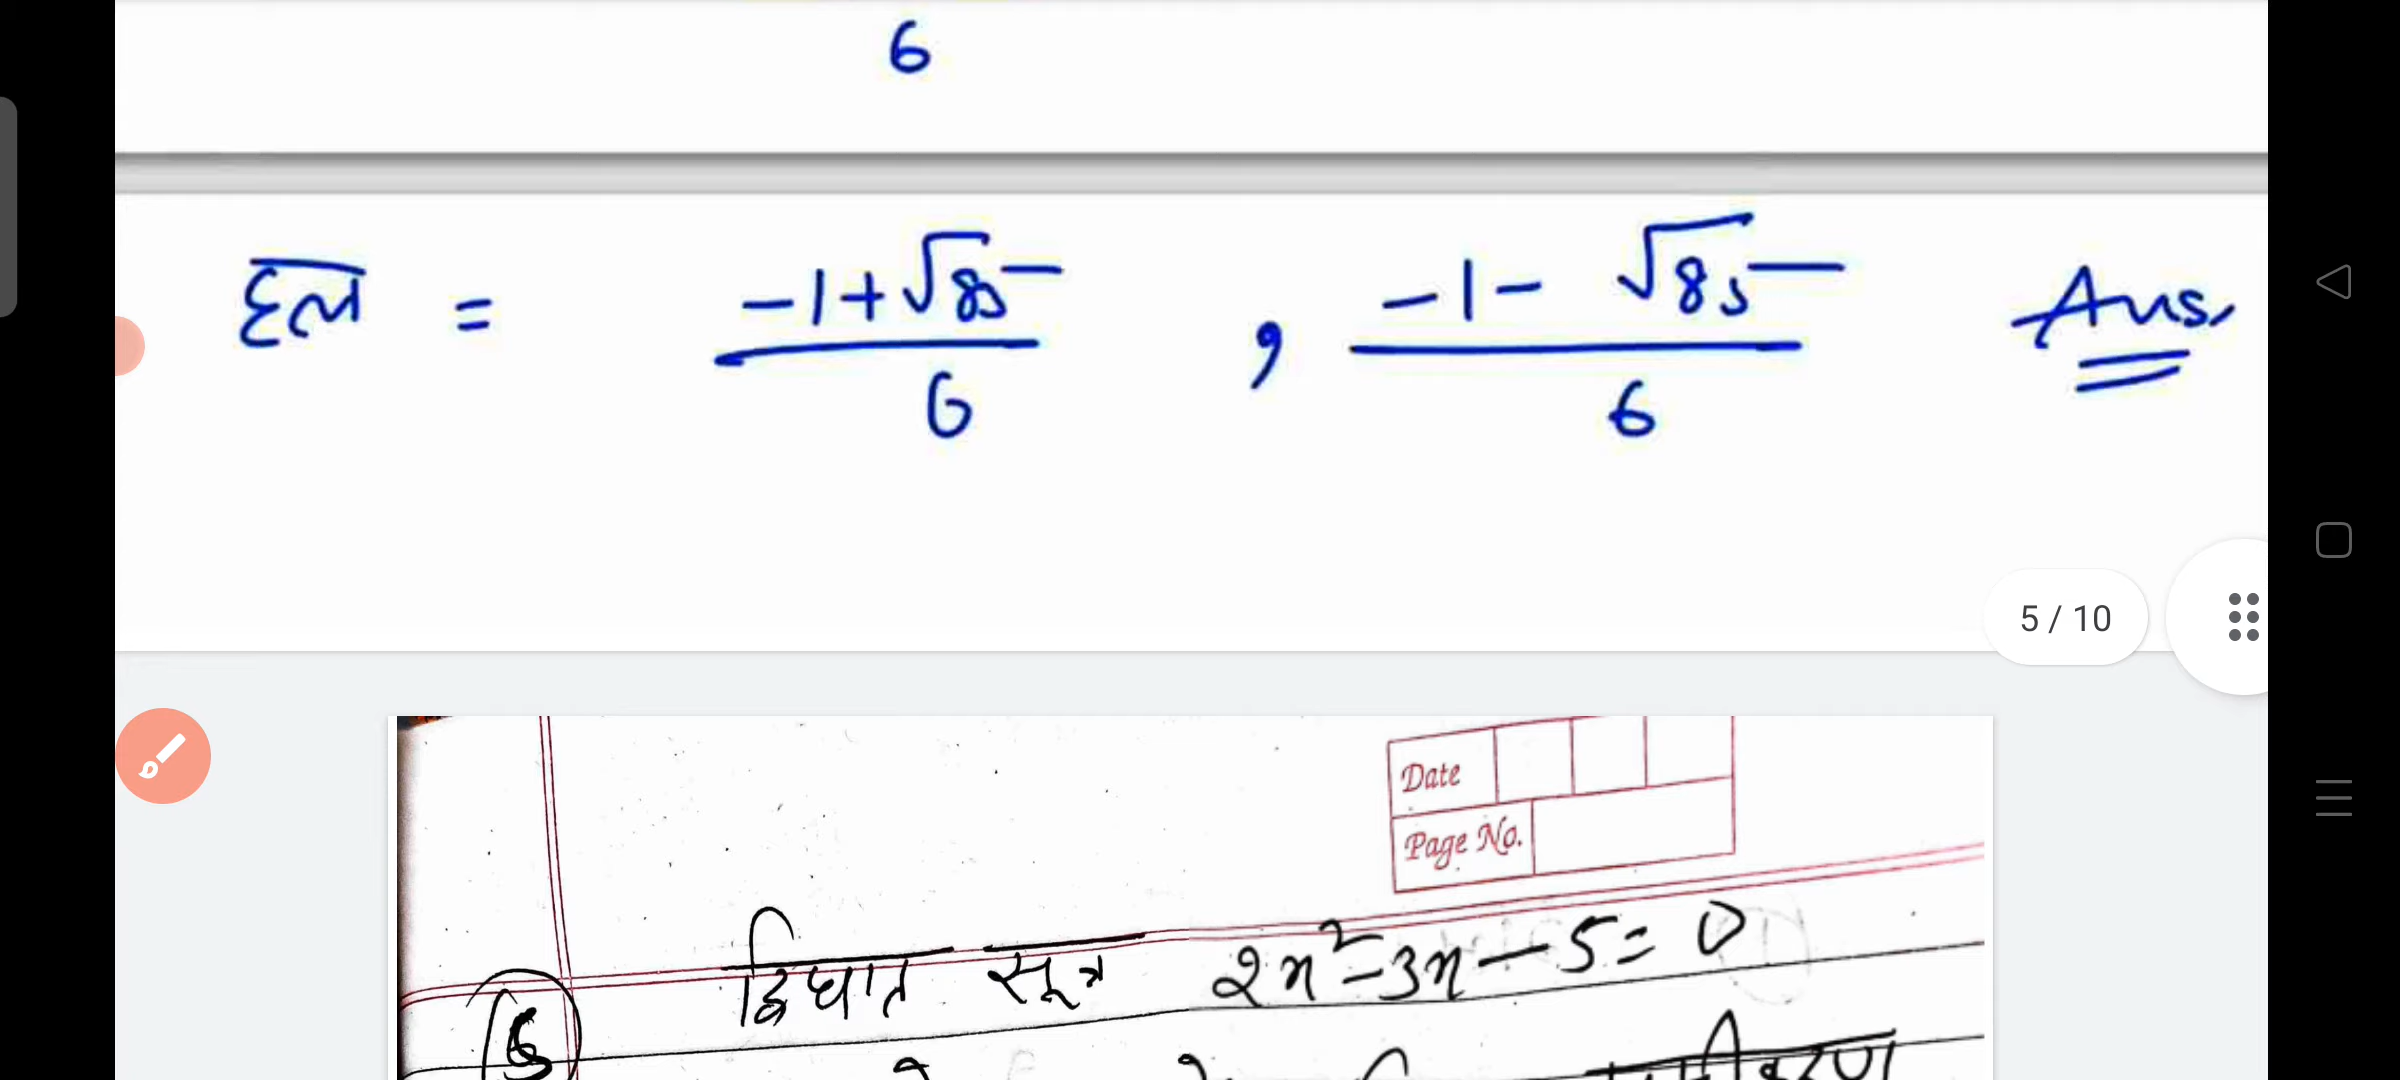 6
हल = -1+√85 / 6 , -1-√85 / 6 Ans.
5 / 10
Date
Page No.
6 द्विघात सूत्र 2x²-3x-5=0